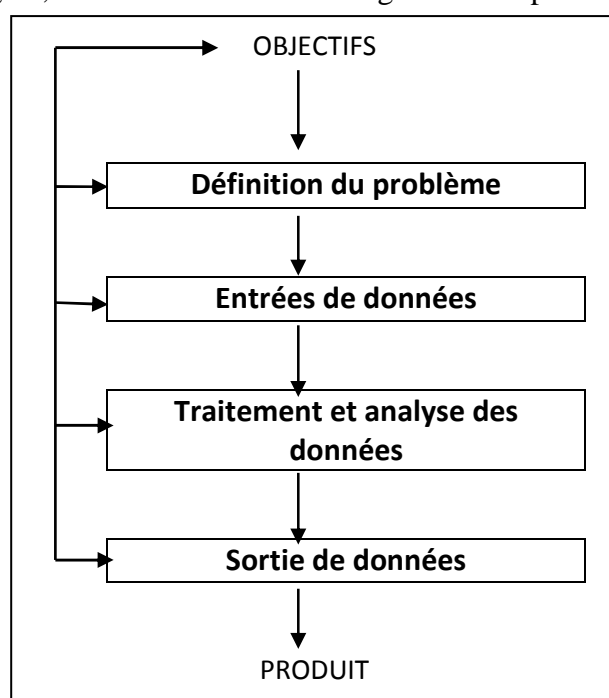 OBJECTIFS
Définition du problème
Entrées de données
Traitement et analyse des
données
Sortie de données
PRODUIT